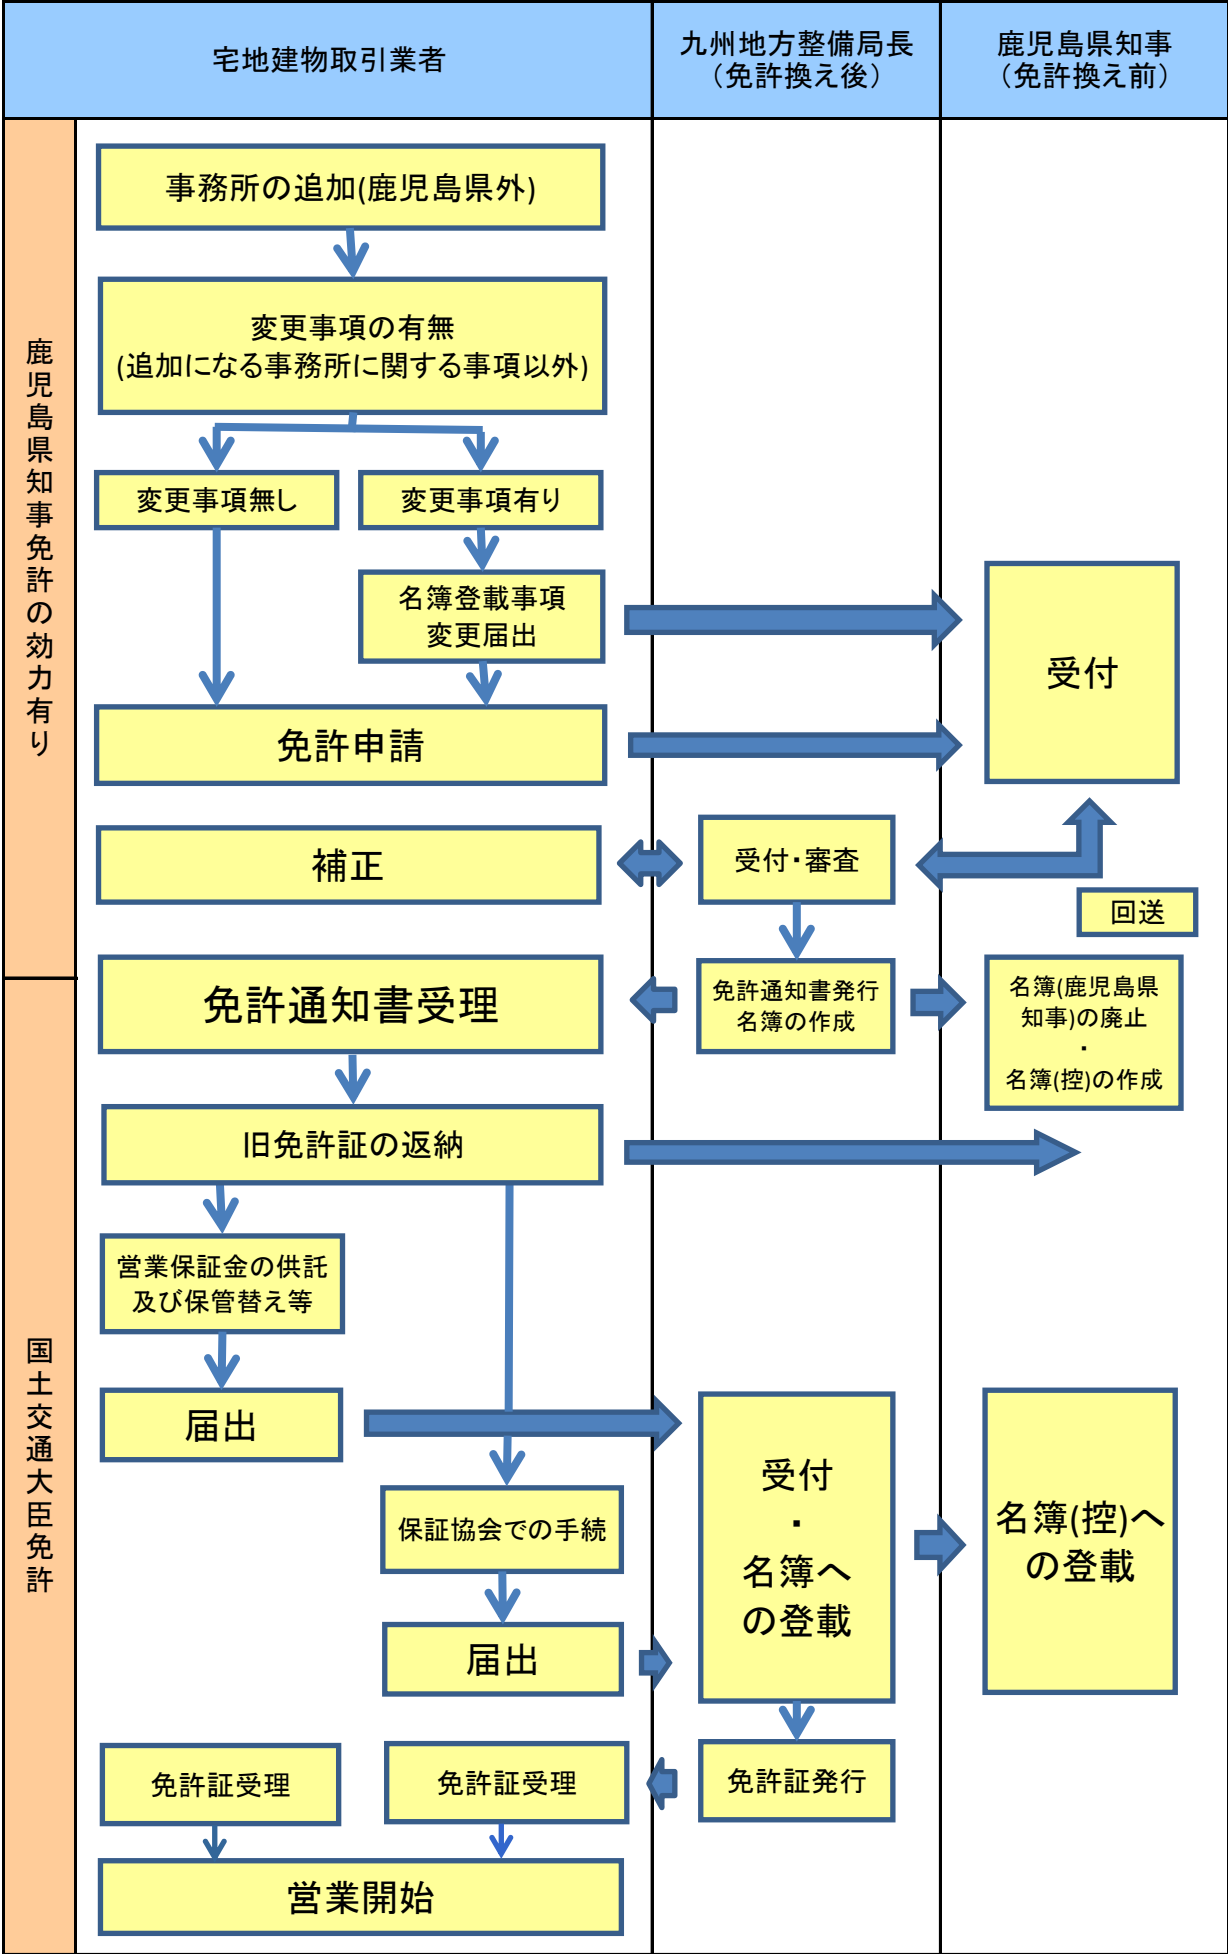 宅地建物取引業者
九州地方整備局長
（免許換え後）
鹿児島県知事
（免許換え前）
鹿児島県知事免許の効力有り
事務所の追加(鹿児島県外)
変更事項の有無
(追加になる事務所に関する事項以外)
変更事項無し
変更事項有り
名簿登載事項
変更届出
受付
免許申請
補正
受付・審査
回送
国土交通大臣免許
免許通知書受理
免許通知書発行
名簿の作成
名簿(鹿児島県
知事)の廃止
・
名簿(控)の作成
旧免許証の返納
営業保証金の供託
及び保管替え等
届出
保証協会での手続
届出
受付
・
名簿へ
の登載
名簿(控)へ
の登載
免許証受理
免許証受理
免許証発行
営業開始